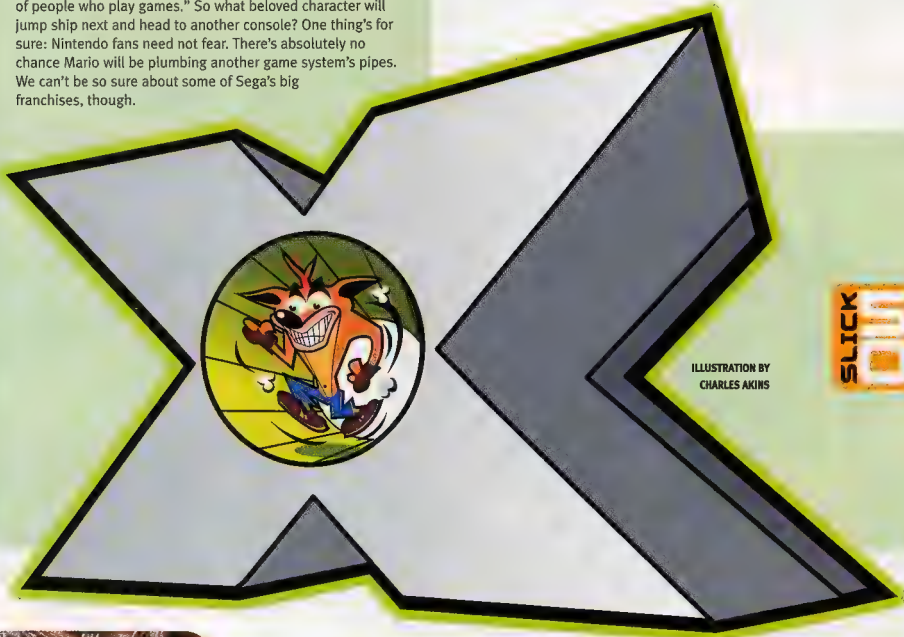 of people who play games.” So what beloved character will
jump ship next and head to another console? One thing's for
sure: Nintendo fans need not fear. There's absolutely no
chance Mario will be plumbing another game system's pipes.
We can't be so sure about some of Sega's big
franchises, though.
ILLUSTRATION BY
CHARLES AKINS
SLICK